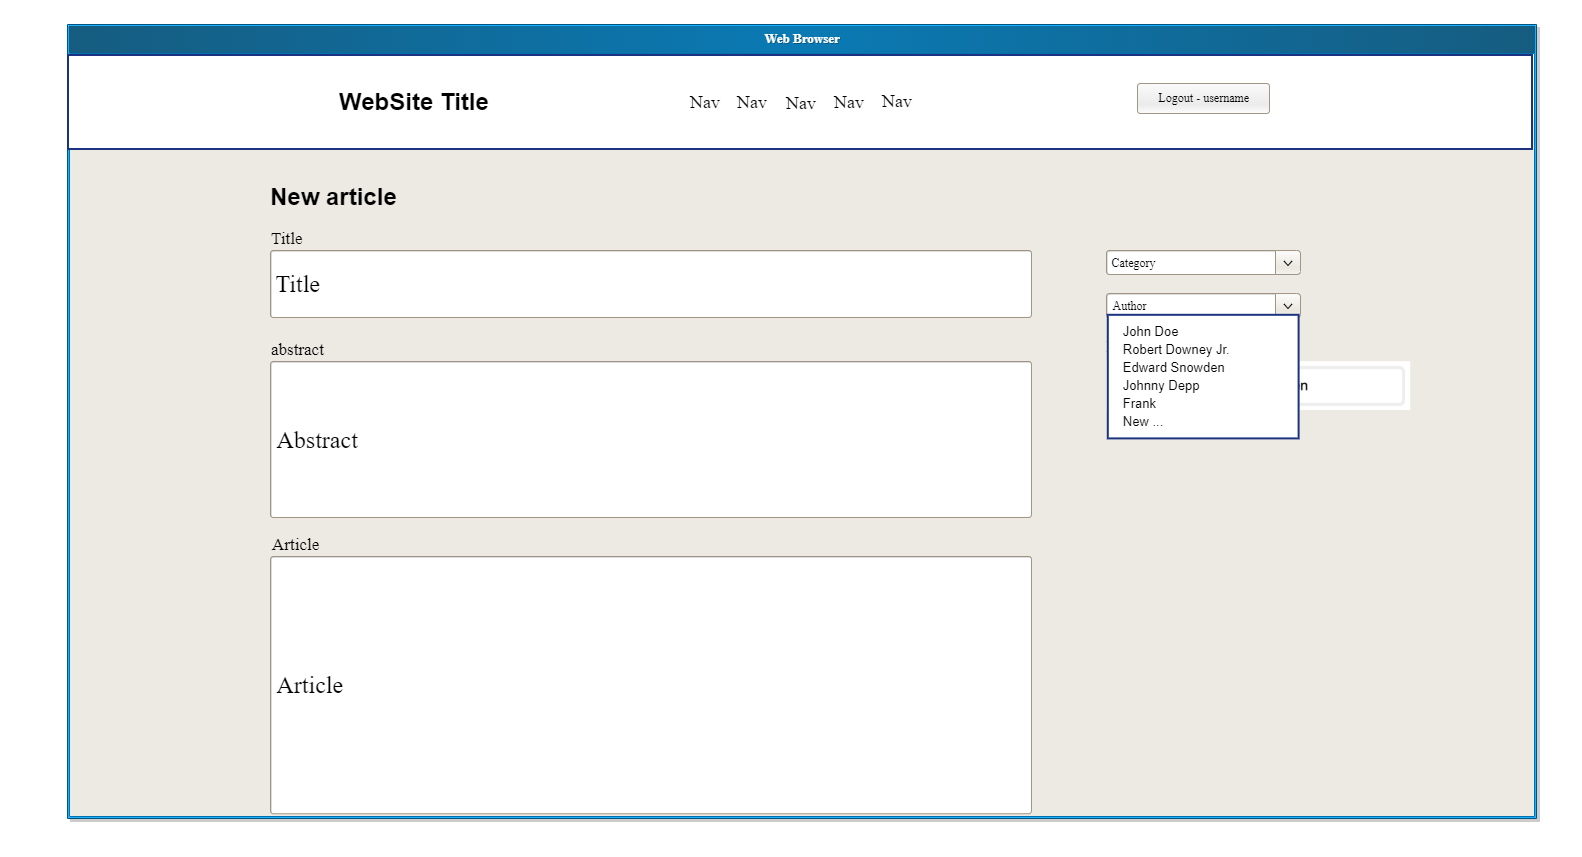 Web Browser
WebSite Title
Nav Nav Nav Nav Nav
Logout - username
New article
Title
Title
Category
Author
John Doe
Robert Downey Jr.
Edward Snowden
Johnny Depp
Frank
New ...
abstract
Abstract
Article
Article